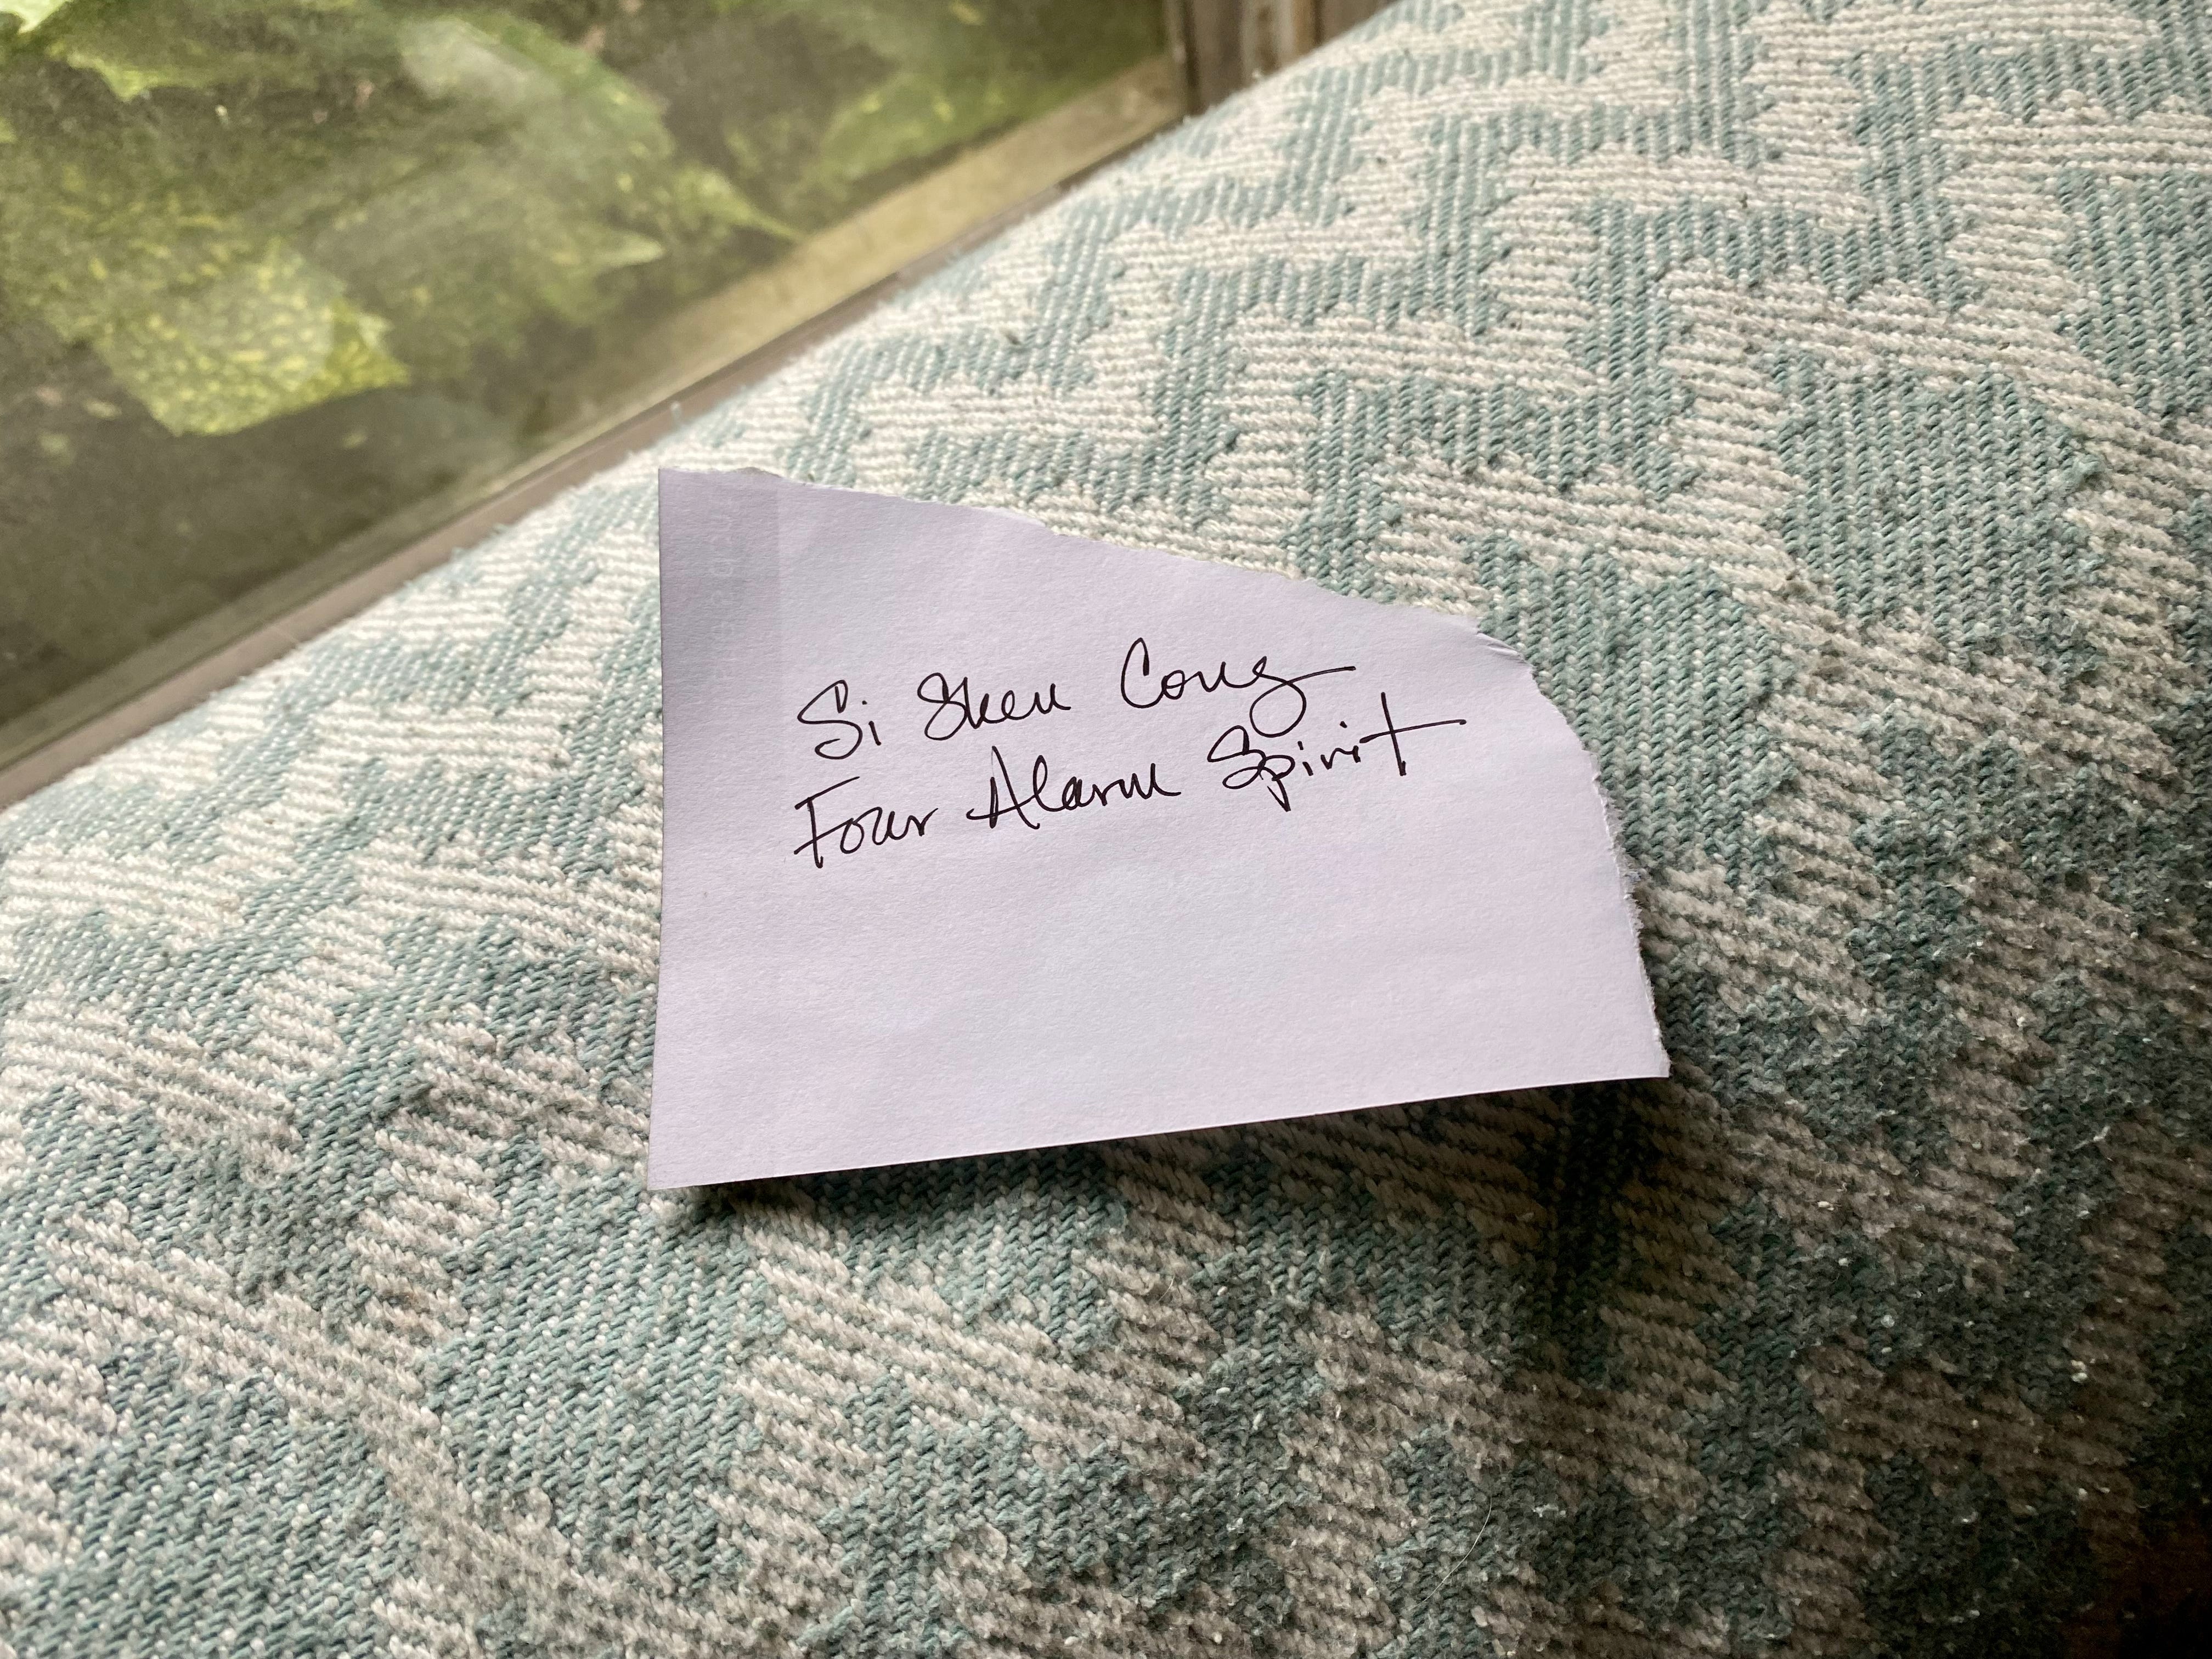 Si Shen Cong
Four Alarm Spirit